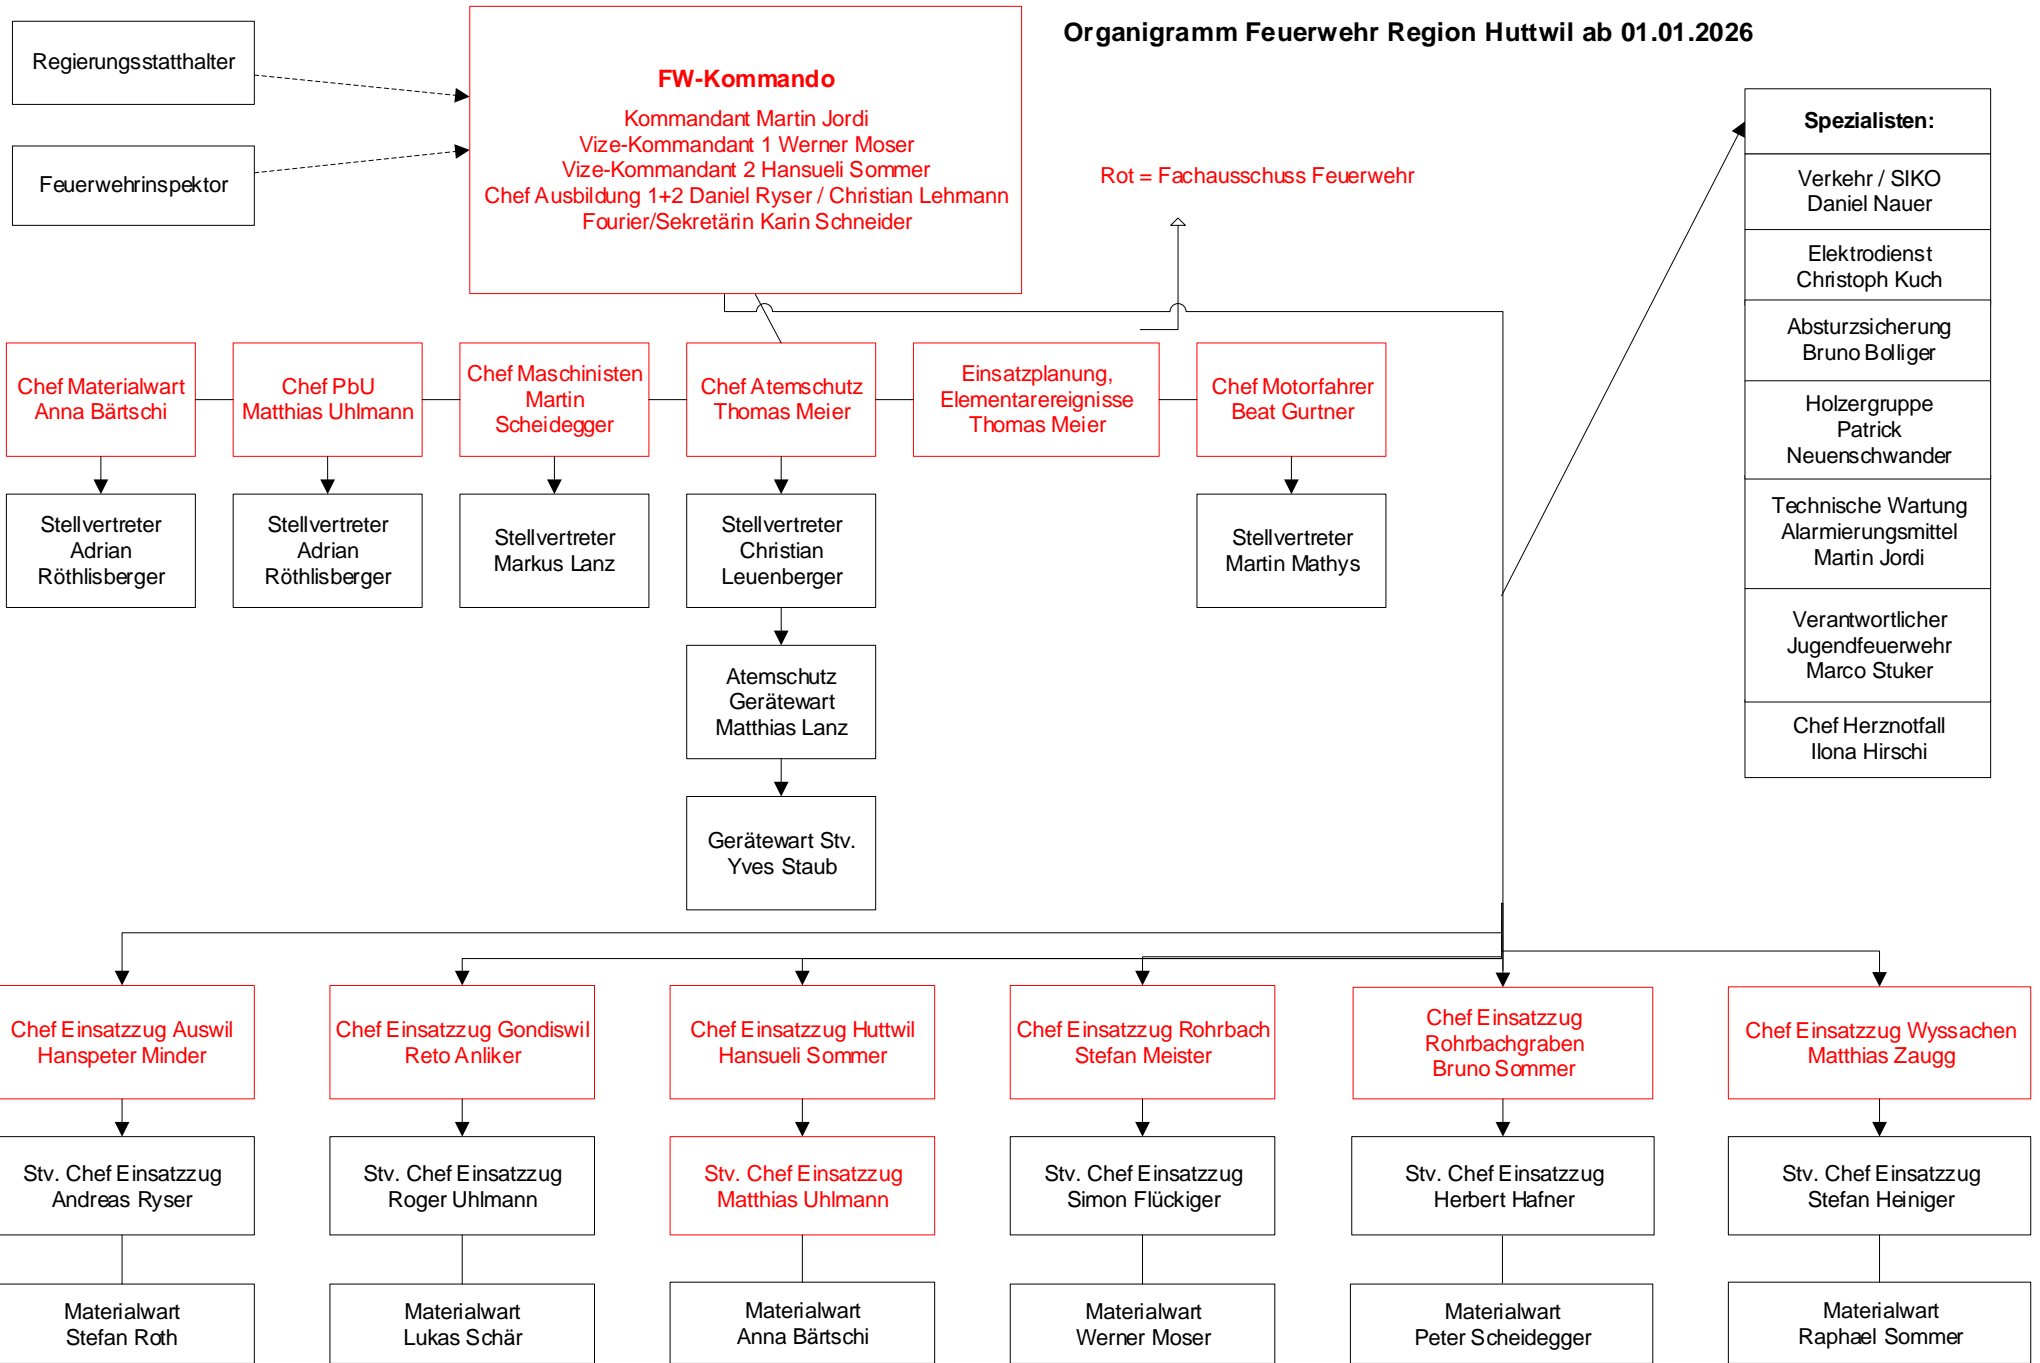 Organigramm Feuerwehr Region Huttwil ab 01.01.2026
Regierungsstatthalter
Feuerwehrinspektor
FW-Kommando
Kommandant Martin Jordi
Vize-Kommandant 1 Werner Moser
Vize-Kommandant 2 Hansueli Sommer
Chef Ausbildung 1+2 Daniel Ryser / Christian Lehmann
Fourier/Sekretärin Karin Schneider
Rot = Fachausschuss Feuerwehr
Spezialisten:
Verkehr / SIKO
Daniel Nauer
Elektrodienst
Christoph Kuch
Absturzsicherung
Bruno Bolliger
Holzergruppe
Patrick
Neuenschwander
Technische Wartung
Alarmierungsmittel
Martin Jordi
Verantwortlicher
Jugendfeuerwehr
Marco Stuker
Chef Herznotfall
Ilona Hirschi
Chef Materialwart
Anna Bärtschi
Chef PbU
Matthias Uhlmann
Chef Maschinisten
Martin
Scheidegger
Chef Atemschutz
Thomas Meier
Einsatzplanung,
Elementarereignisse
Thomas Meier
Chef Motorfahrer
Beat Gurtner
Stellvertreter
Adrian
Röthlisberger
Stellvertreter
Adrian
Röthlisberger
Stellvertreter
Markus Lanz
Stellvertreter
Christian
Leuenberger
Stellvertreter
Martin Mathys
Atemschutz
Gerätewart
Matthias Lanz
Gerätewart Stv.
Yves Staub
Chef Einsatzzug Auswil
Hanspeter Minder
Chef Einsatzzug Gondiswil
Reto Anliker
Chef Einsatzzug Huttwil
Hansueli Sommer
Chef Einsatzzug Rohrbach
Stefan Meister
Chef Einsatzzug
Rohrbachgraben
Bruno Sommer
Chef Einsatzzug Wyssachen
Matthias Zaugg
Stv. Chef Einsatzzug
Andreas Ryser
Stv. Chef Einsatzzug
Roger Uhlmann
Stv. Chef Einsatzzug
Matthias Uhlmann
Stv. Chef Einsatzzug
Simon Flückiger
Stv. Chef Einsatzzug
Herbert Hafner
Stv. Chef Einsatzzug
Stefan Heiniger
Materialwart
Stefan Roth
Materialwart
Lukas Schär
Materialwart
Anna Bärtschi
Materialwart
Werner Moser
Materialwart
Peter Scheidegger
Materialwart
Raphael Sommer